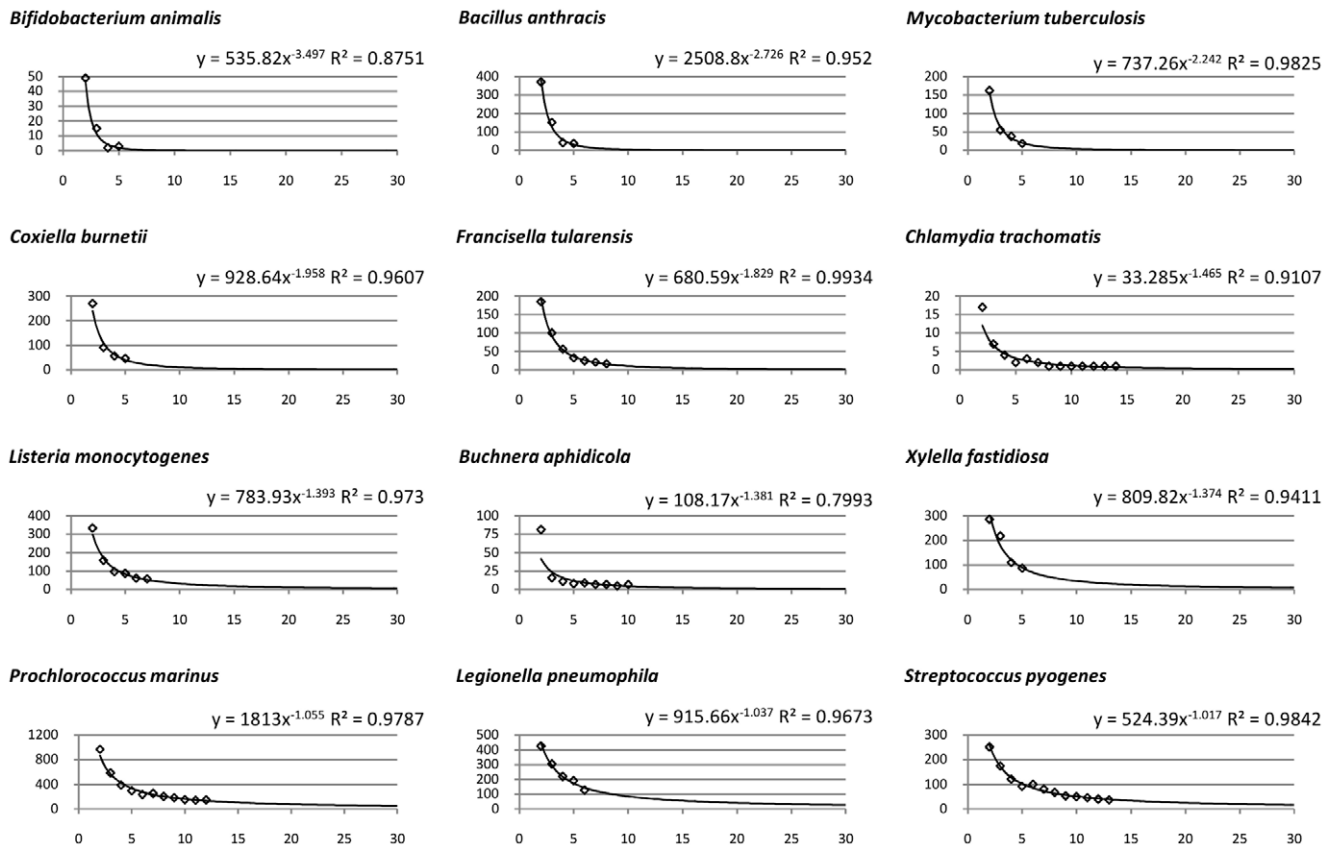 Bifidobacterium animalis
y = 535.82x^-3.497 R² = 0.8751
50
40
30
20
10
0
0 5 10 15 20 25 30
Bacillus anthracis
y = 2508.8x^-2.726 R² = 0.952
400
300
200
100
0
0 5 10 15 20 25 30
Mycobacterium tuberculosis
y = 737.26x^-2.242 R² = 0.9825
200
150
100
50
0
0 5 10 15 20 25 30
Coxiella burnetii
y = 928.64x^-1.958 R² = 0.9607
300
200
100
0
0 5 10 15 20 25 30
Francisella tularensis
y = 680.59x^-1.829 R² = 0.9934
200
150
100
50
0
0 5 10 15 20 25 30
Chlamydia trachomatis
y = 33.285x^-1.465 R² = 0.9107
20
15
10
5
0
0 5 10 15 20 25 30
Listeria monocytogenes
y = 783.93x^-1.393 R² = 0.973
400
300
200
100
0
0 5 10 15 20 25 30
Buchnera aphidicola
y = 108.17x^-1.381 R² = 0.7993
100
75
50
25
0
0 5 10 15 20 25 30
Xylella fastidiosa
y = 809.82x^-1.374 R² = 0.9411
300
200
100
0
0 5 10 15 20 25 30
Prochlorococcus marinus
y = 1813x^-1.055 R² = 0.9787
1200
800
400
0
0 5 10 15 20 25 30
Legionella pneumophila
y = 915.66x^-1.037 R² = 0.9673
500
400
300
200
100
0
0 5 10 15 20 25 30
Streptococcus pyogenes
y = 524.39x^-1.017 R² = 0.9842
300
200
100
0
0 5 10 15 20 25 30